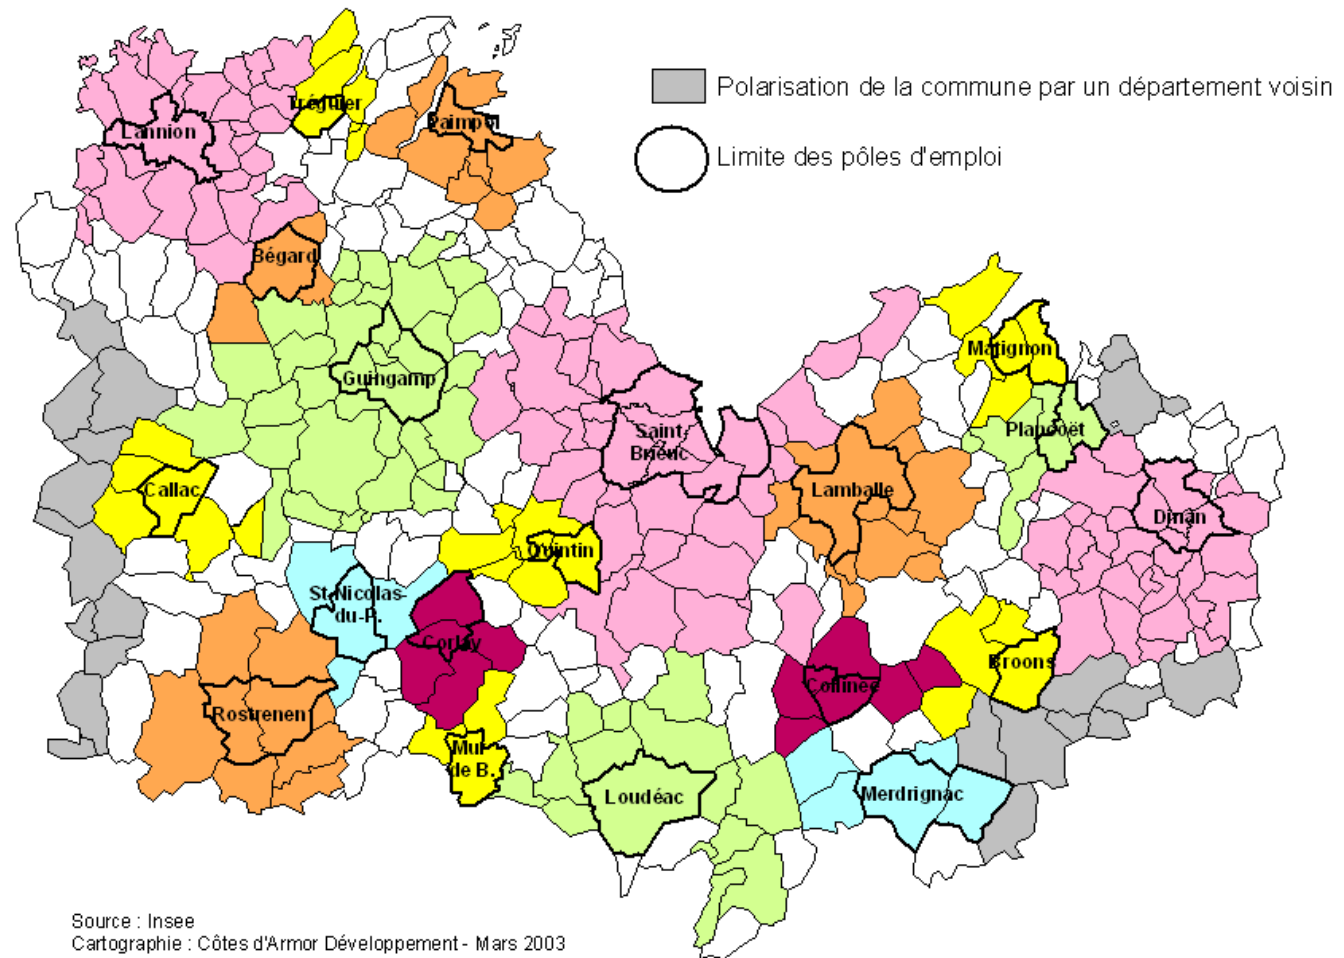 Polarisation de la commune par un département voisin
Limite des pôles d'emploi
Tréguier
Paimpol
Lannion
Bégard
Matignon
Guingamp
Plancoët
Saint-
Brieuc
Callac
Lamballe
Dinan
Quintin
St Nicolas-
du-P.
Corlay
Broons
Collinée
Rostrenen
Mur
de B.
Loudéac
Merdrignac
Source : Insee
Cartographie : Côtes d'Armor Développement - Mars 2003